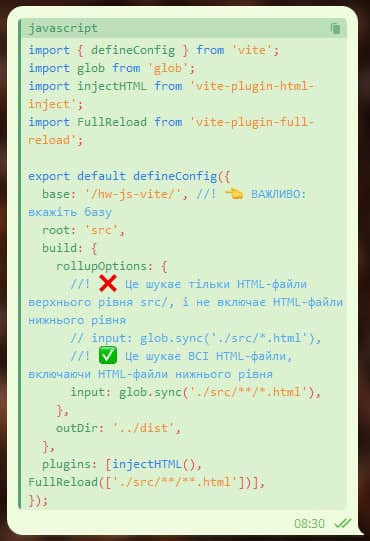 javascript
import { defineConfig } from 'vite';
import glob from 'glob';
import injectHTML from 'vite-plugin-html-
inject';
import FullReload from 'vite-plugin-full-
reload';
export default defineConfig({
base: '/hw-js-vite/', //! 👈 ВАЖЛИВО:
вкажіть базу
root: 'src',
build: {
rollupOptions: {
//! ❌ Це шукає тільки HTML-файли
верхнього рівня src/, і не включає HTML-файли
нижнього рівня
// input: glob.sync('./src/*.html'),
//! ✅ Це шукає ВСІ HTML-файли,
включаючи HTML-файли нижнього рівня
input: glob.sync('./src/**/*.html'),
},
outDir: '../dist',
},
plugins: [injectHTML(),
FullReload(['./src/**/**.html'])],
});
08:30